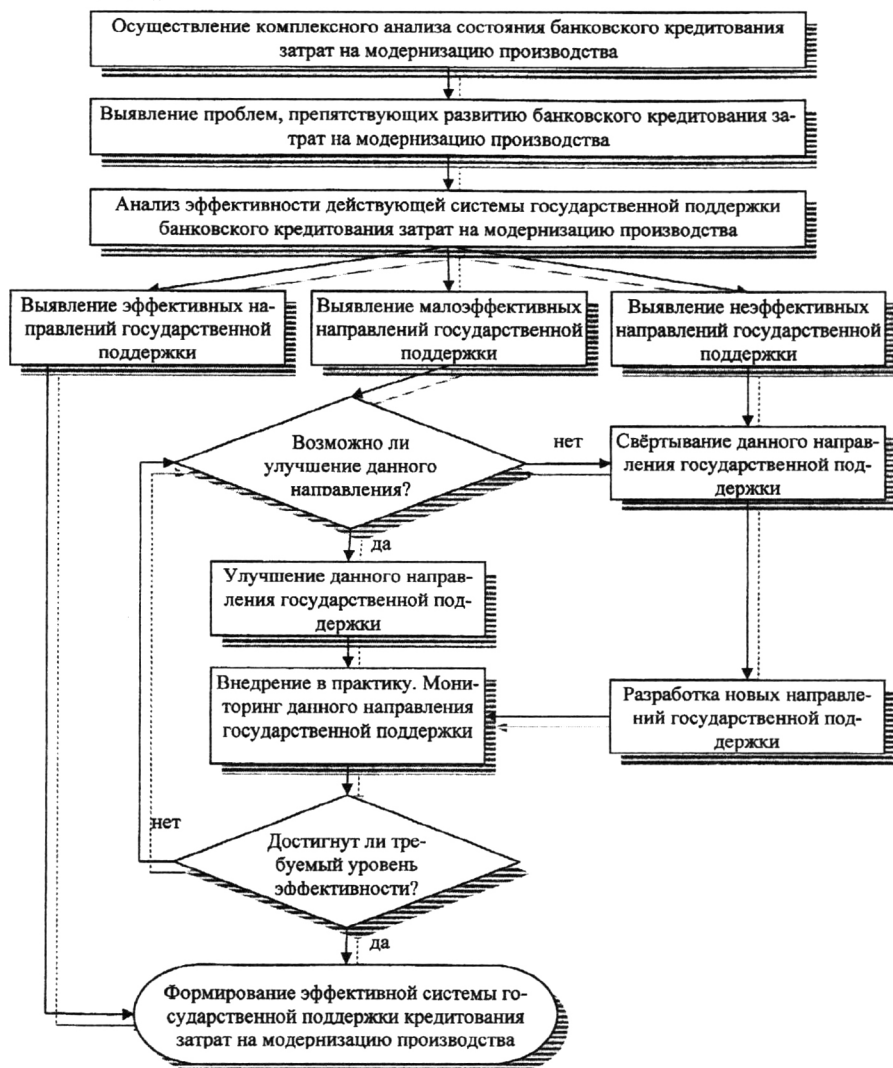 Осуществление комплексного анализа состояния банковского кредитования
затрат на модернизацию производства
Выявление проблем, препятствующих развитию банковского кредитования за-
трат на модернизацию производства
Анализ эффективности действующей системы государственной поддержки
банковского кредитования затрат на модернизацию производства
Выявление эффективных на-
правлений государственной
поддержки
Выявление малоэффективных
направлений государственной
поддержки
Выявление неэффективных
направлений государственной
поддержки
Возможно ли
улучшение данного
направления?
нет
Свёртывание данного направ-
ления государственной под-
держки
да
Улучшение данного направ-
ления государственной под-
держки
Внедрение в практику. Мони-
торинг данного направления
государственной поддержки
Разработка новых направле-
ний государственной под-
держки
нет
Достигнут ли тре-
буемый уровень
эффективности?
да
Формирование эффективной системы го-
сударственной поддержки кредитования
затрат на модернизацию производства